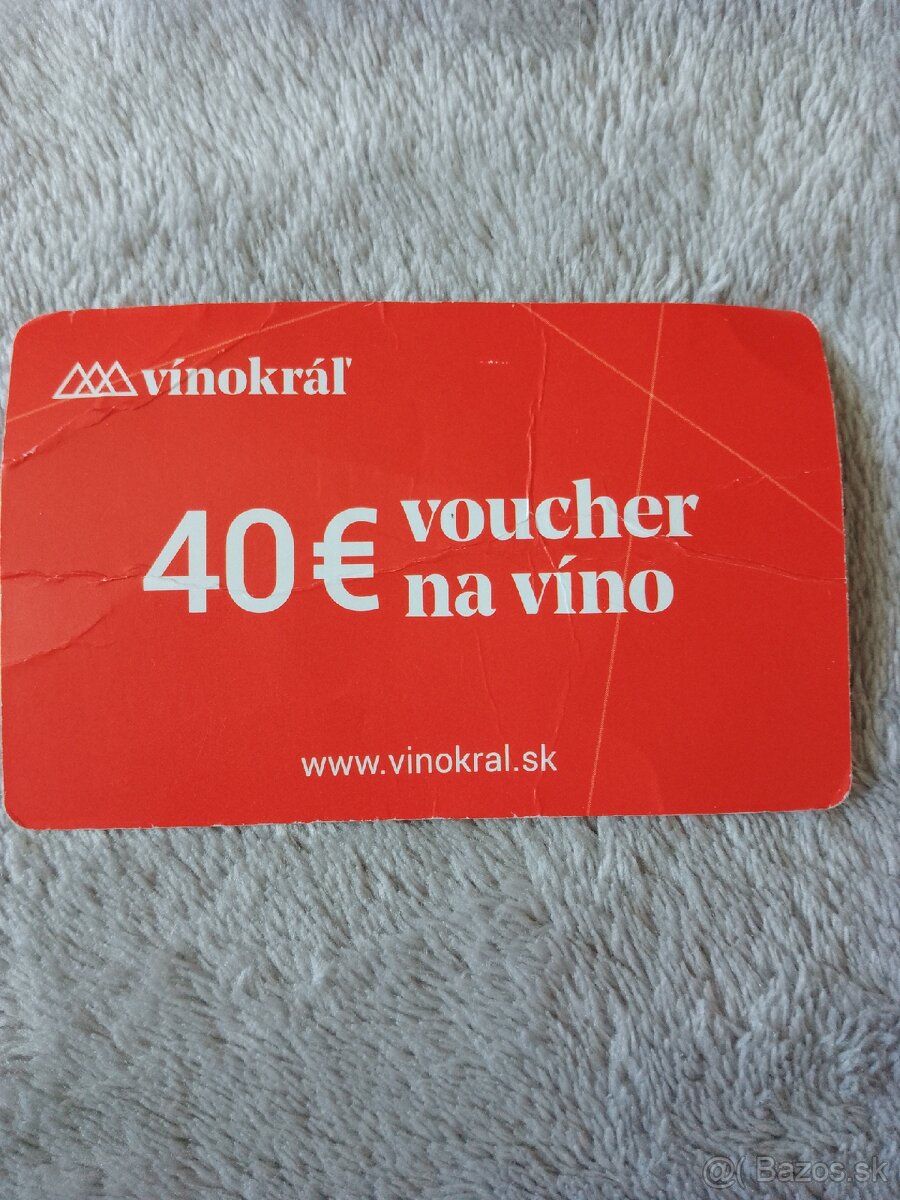 vínokráľ
40 € voucher
na víno
www.vinokral.sk
@( Bazos.sk